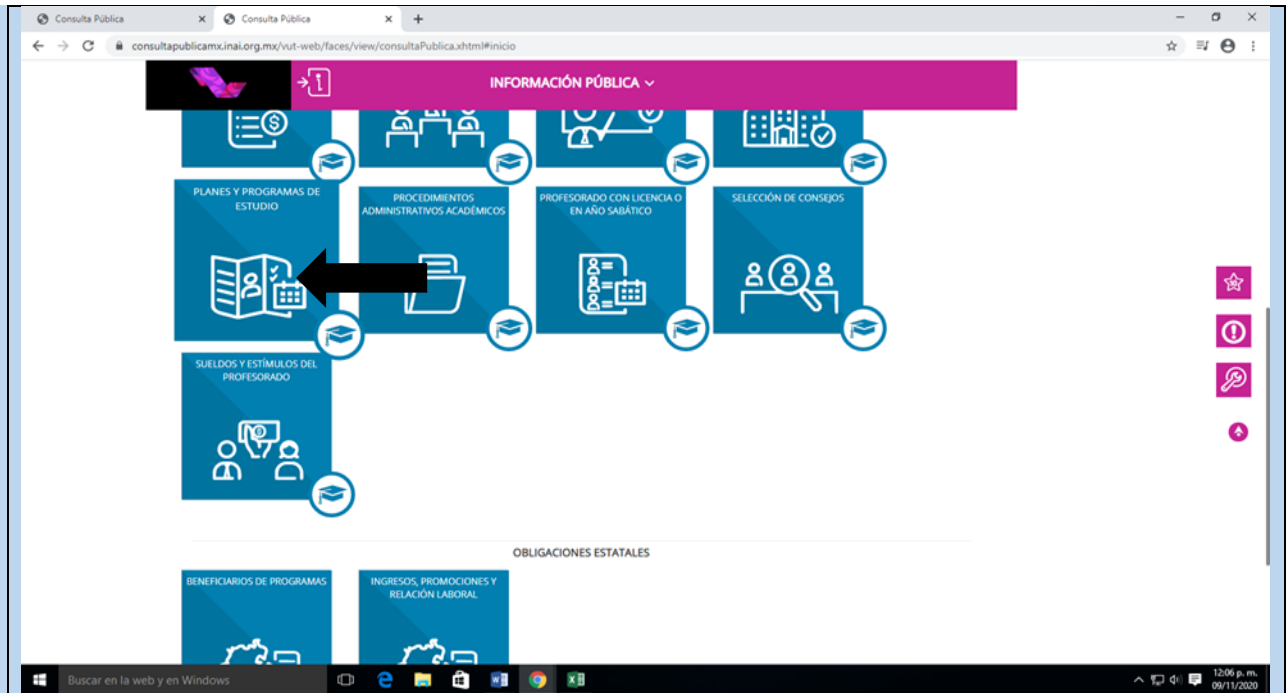 Consulta Pública
Consulta Pública
consultapublicamx.inai.org.mx/vut-web/faces/view/consultaPublica.xhtml#inicio
INFORMACIÓN PÚBLICA
PLANES Y PROGRAMAS DE
ESTUDIO
PROCEDIMIENTOS
ADMINISTRATIVOS ACADÉMICOS
PROFESORADO CON LICENCIA O
EN AÑO SABÁTICO
SELECCIÓN DE CONSEJOS
SUELDOS Y ESTÍMULOS DEL
PROFESORADO
OBLIGACIONES ESTATALES
BENEFICIARIOS DE PROGRAMAS
INGRESOS, PROMOCIONES Y
RELACIÓN LABORAL
Buscar en la web y en Windows
12:06 p. m.
09/11/2020